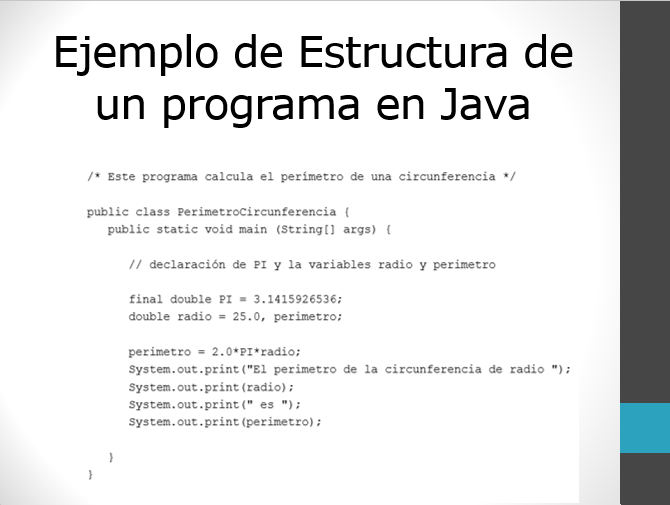 Ejemplo de Estructura de
un programa en Java
/* Este programa calcula el perímetro de una circunferencia */
public class PerimetroCircunferencia {
public static void main (String[] args) {
// declaración de PI y la variables radio y perimetro
final double PI = 3.1415926536;
double radio = 25.0, perimetro;
perimetro = 2.0*PI*radio;
System.out.print("El perimetro de la circunferencia de radio ");
System.out.print(radio);
System.out.print(" es ");
System.out.print(perimetro);
}
}